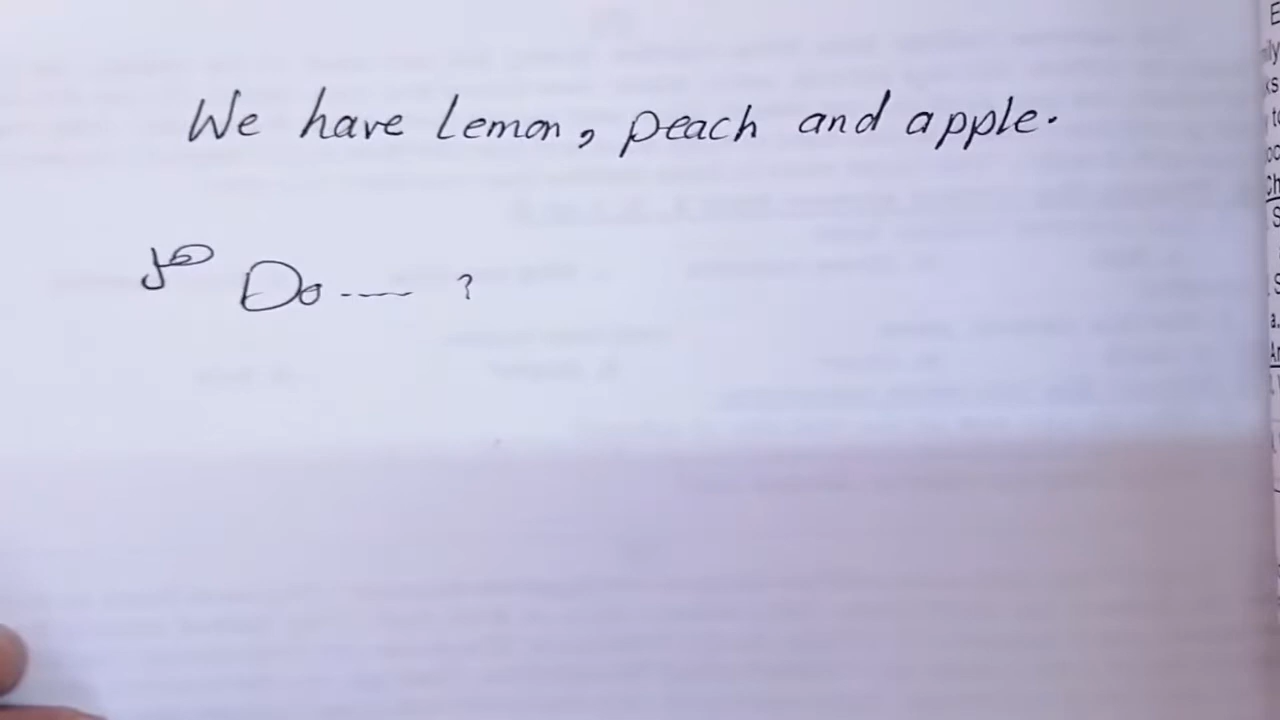 We have lemon, peach and apple.
Do ---- ?